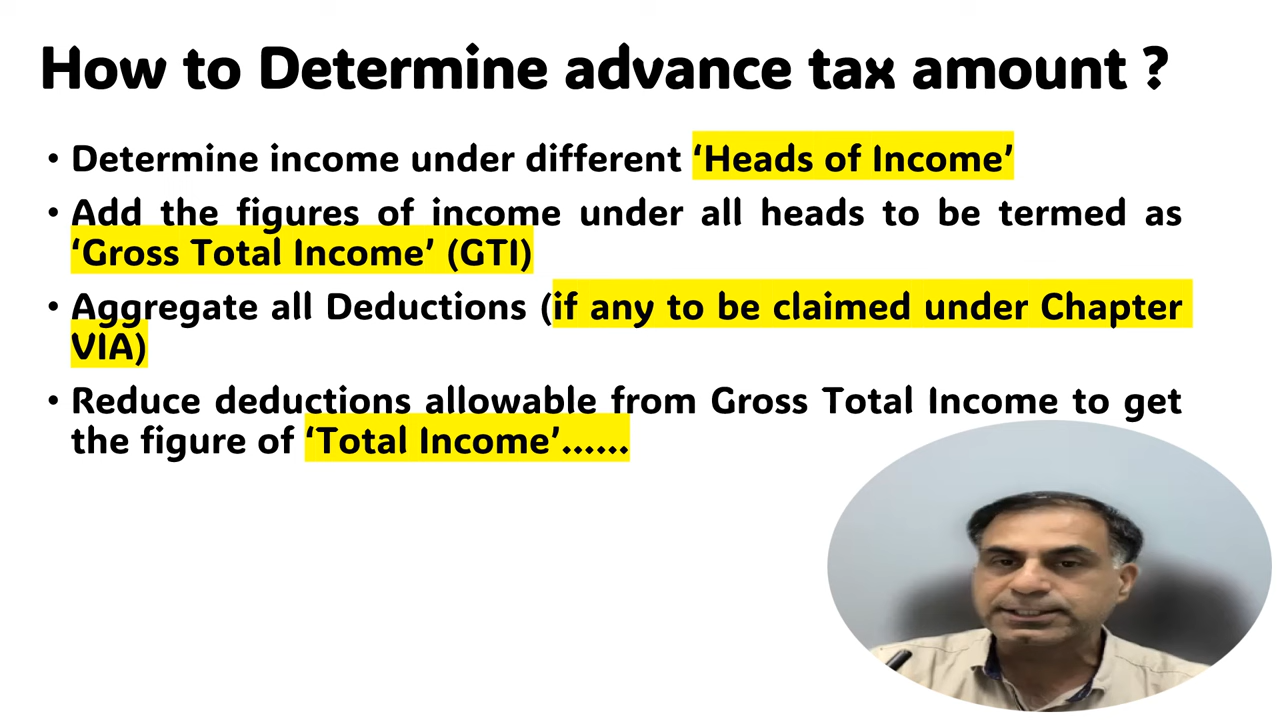 How to Determine advance tax amount ?
• Determine income under different ‘Heads of Income’
• Add the figures of income under all heads to be termed as
‘Gross Total Income’ (GTI)
• Aggregate all Deductions (if any to be claimed under Chapter
VIA)
• Reduce deductions allowable from Gross Total Income to get
the figure of ‘Total Income’......